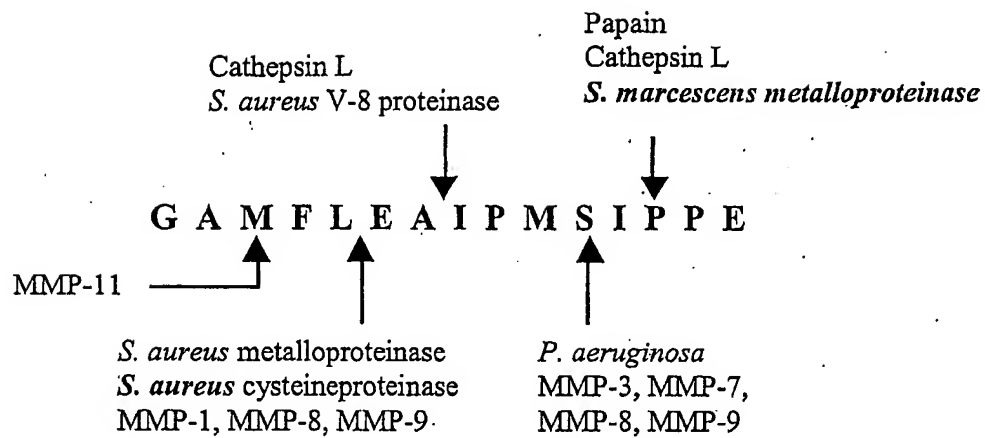 Papain
Cathepsin L
S. marcescens metalloproteinase
Cathepsin L
S. aureus V-8 proteinase
G A M F L E A I P M S I P P E
MMP-11
S. aureus metalloproteinase
S. aureus cysteineproteinase
MMP-1, MMP-8, MMP-9
P. aeruginosa
MMP-3, MMP-7,
MMP-8, MMP-9